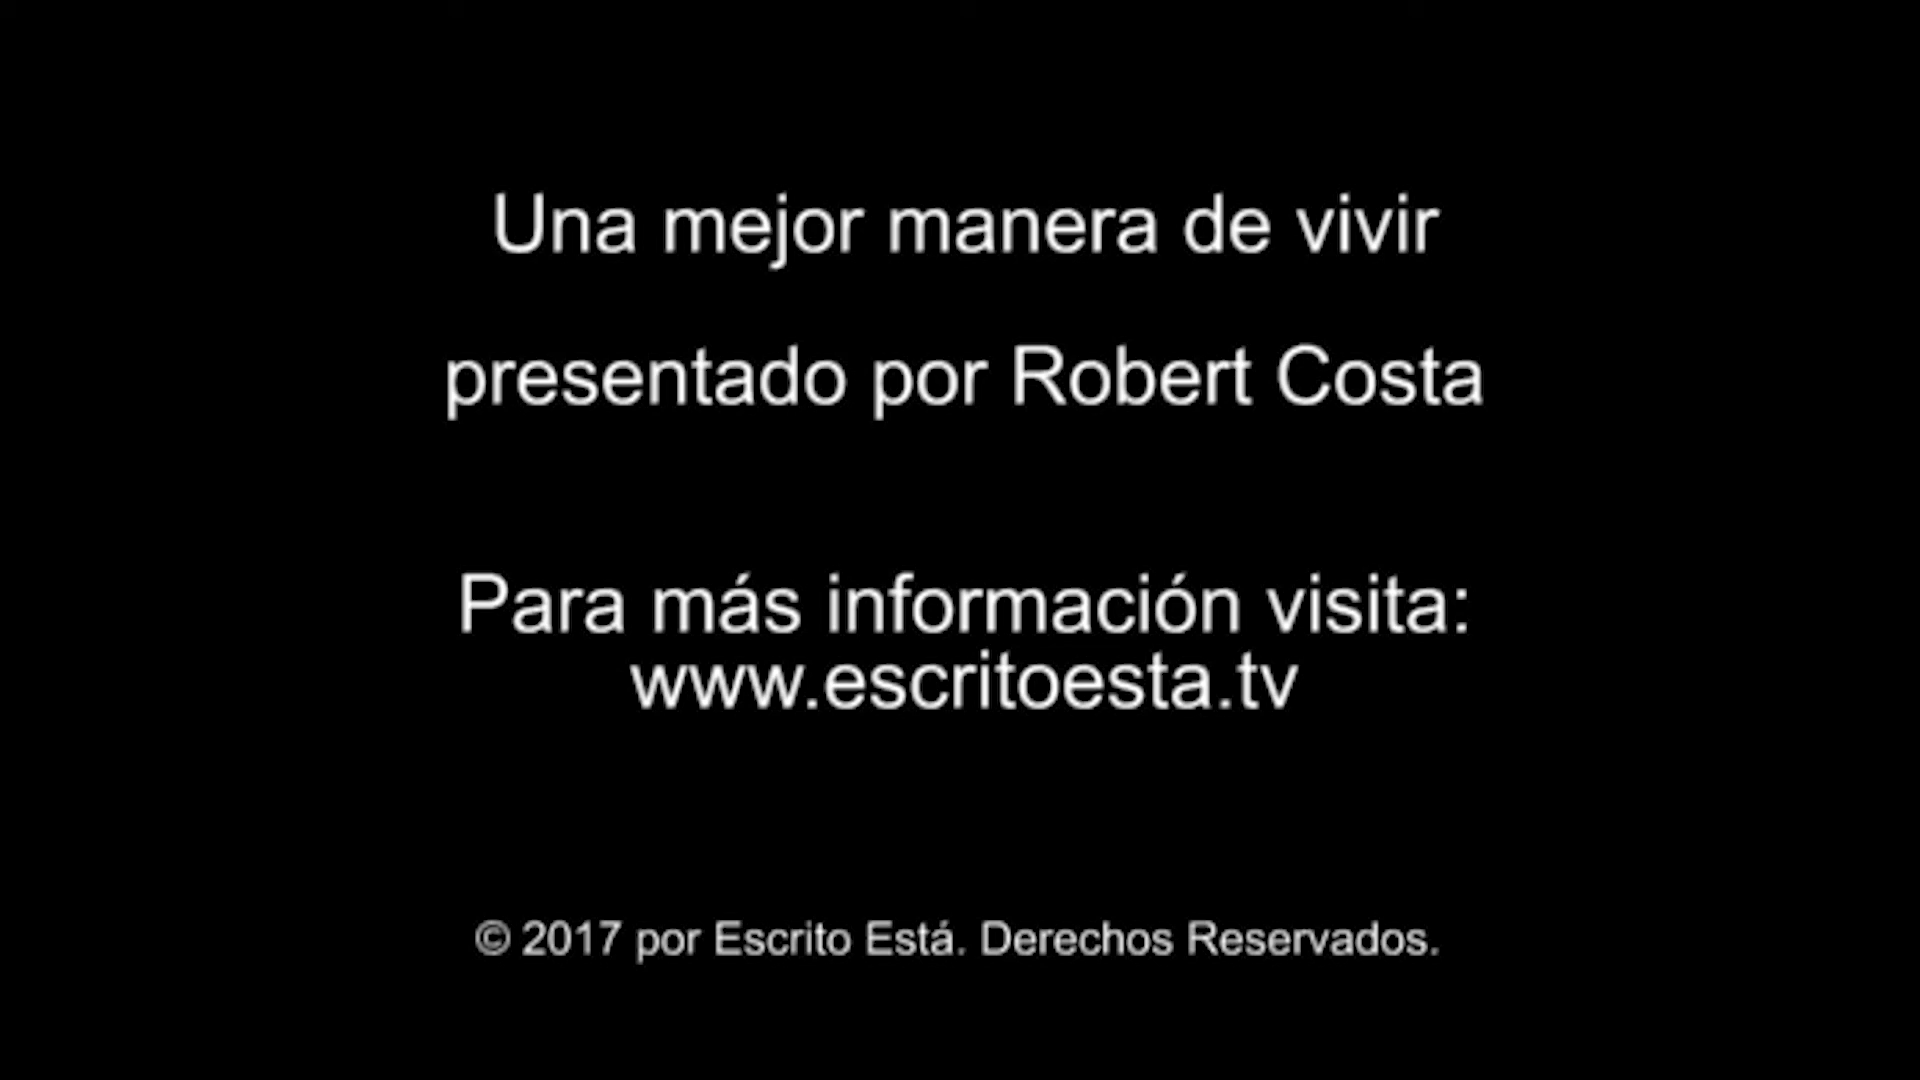 Una mejor manera de vivir
presentado por Robert Costa
Para más información visita:
www.escritoesta.tv
© 2017 por Escrito Está. Derechos Reservados.